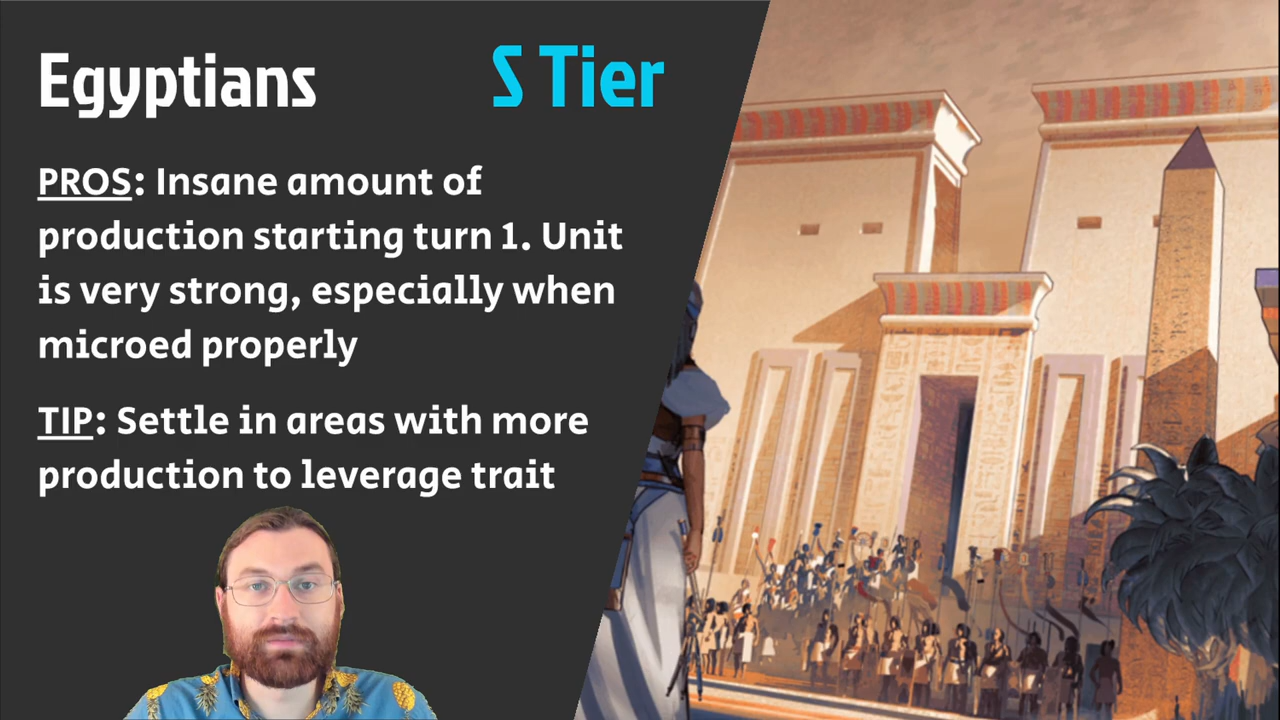 Egyptians
S Tier
PROS: Insane amount of
production starting turn 1. Unit
is very strong, especially when
microed properly
TIP: Settle in areas with more
production to leverage trait